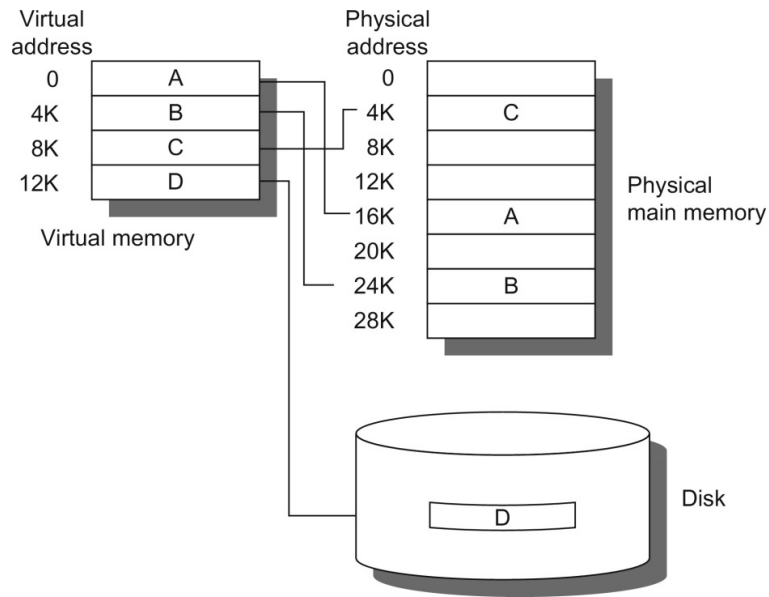 Virtual
address
0
A
4K
B
8K
C
12K
D
Virtual memory
Physical
address
0
4K
C
8K
12K
16K
A
20K
24K
B
28K
Physical
main memory
D
Disk